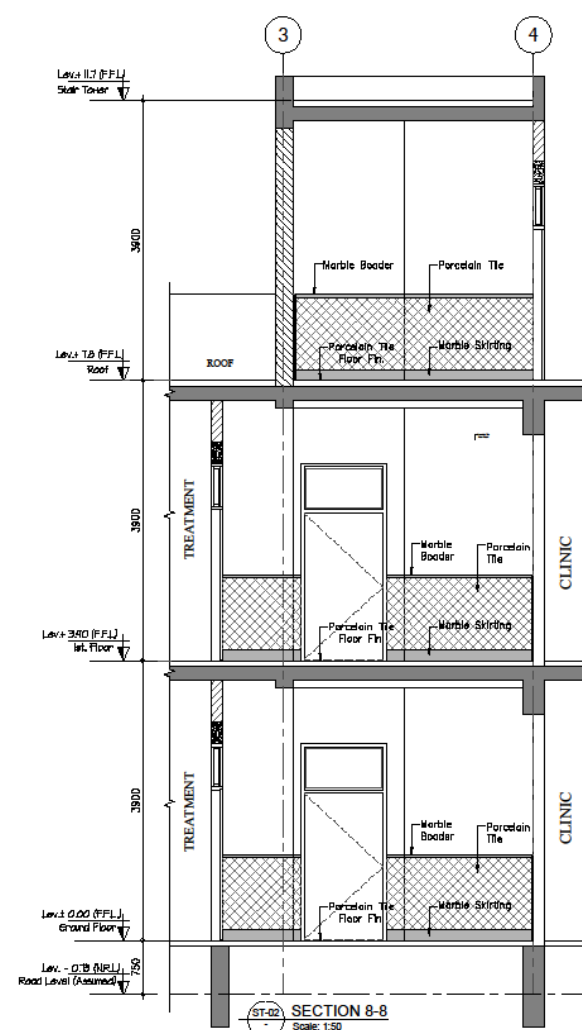 3
4
Lev.+ 11.7 (F.F.L)
Stair Tower
3900
Marble Boader
Porcelain Tile
Lev.+ 7.8 (F.F.L)
Roof
ROOF
Porcelain Tile
Floor Fin.
Marble Skirting
TREATMENT
3900
CLINIC
Marble
Boader
Porcelain
Tile
Lev.+ 3.90 (F.F.L)
1st. Floor
Porcelain Tile
Floor Fin
Marble Skirting
TREATMENT
3900
CLINIC
Marble
Boader
Porcelain
Tile
Lev.± 0.00 (F.F.L)
Ground Floor
Porcelain Tile
Floor Fin
Marble Skirting
750
Road Level (Assumed)
ST-02
-
SECTION 8-8
Scale: 1:50